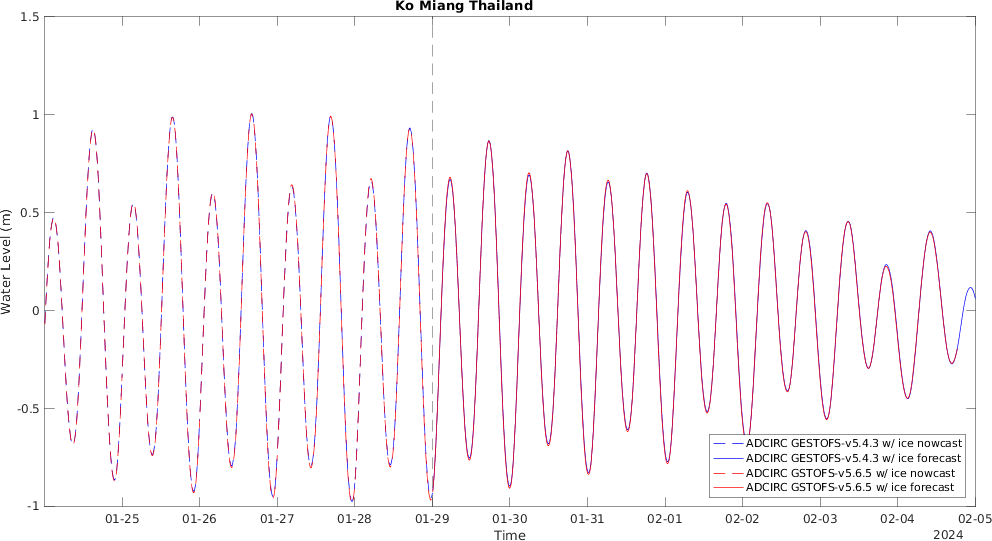 Ko Miang Thailand
1.5
1
0.5
0
-0.5
-1
Water Level (m)
ADCIRC GESTOFS-v5.4.3 w/ ice nowcast
ADCIRC GESTOFS-v5.4.3 w/ ice forecast
ADCIRC GSTOFS-v5.6.5 w/ ice nowcast
ADCIRC GSTOFS-v5.6.5 w/ ice forecast
01-25 01-26 01-27 01-28 01-29 01-30 01-31 02-01 02-02 02-03 02-04 02-05
Time
2024